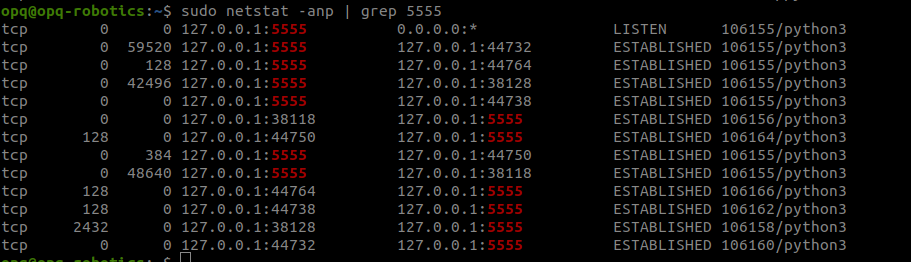 opq@opq-robotics:~$ sudo netstat -anp | grep 5555
tcp        0      0 127.0.0.1:5555          0.0.0.0:*               LISTEN      106155/python3
tcp        0  59520 127.0.0.1:5555          127.0.0.1:44732         ESTABLISHED 106155/python3
tcp        0    128 127.0.0.1:5555          127.0.0.1:44764         ESTABLISHED 106155/python3
tcp        0  42496 127.0.0.1:5555          127.0.0.1:38128         ESTABLISHED 106155/python3
tcp        0      0 127.0.0.1:5555          127.0.0.1:44738         ESTABLISHED 106155/python3
tcp        0      0 127.0.0.1:38118         127.0.0.1:5555          ESTABLISHED 106156/python3
tcp      128      0 127.0.0.1:44750         127.0.0.1:5555          ESTABLISHED 106164/python3
tcp        0    384 127.0.0.1:5555          127.0.0.1:44750         ESTABLISHED 106155/python3
tcp        0  48640 127.0.0.1:5555          127.0.0.1:38118         ESTABLISHED 106155/python3
tcp      128      0 127.0.0.1:44764         127.0.0.1:5555          ESTABLISHED 106166/python3
tcp      128      0 127.0.0.1:44738         127.0.0.1:5555          ESTABLISHED 106162/python3
tcp     2432      0 127.0.0.1:38128         127.0.0.1:5555          ESTABLISHED 106158/python3
tcp        0      0 127.0.0.1:44732         127.0.0.1:5555          ESTABLISHED 106160/python3
opq@opq-robotics:~$